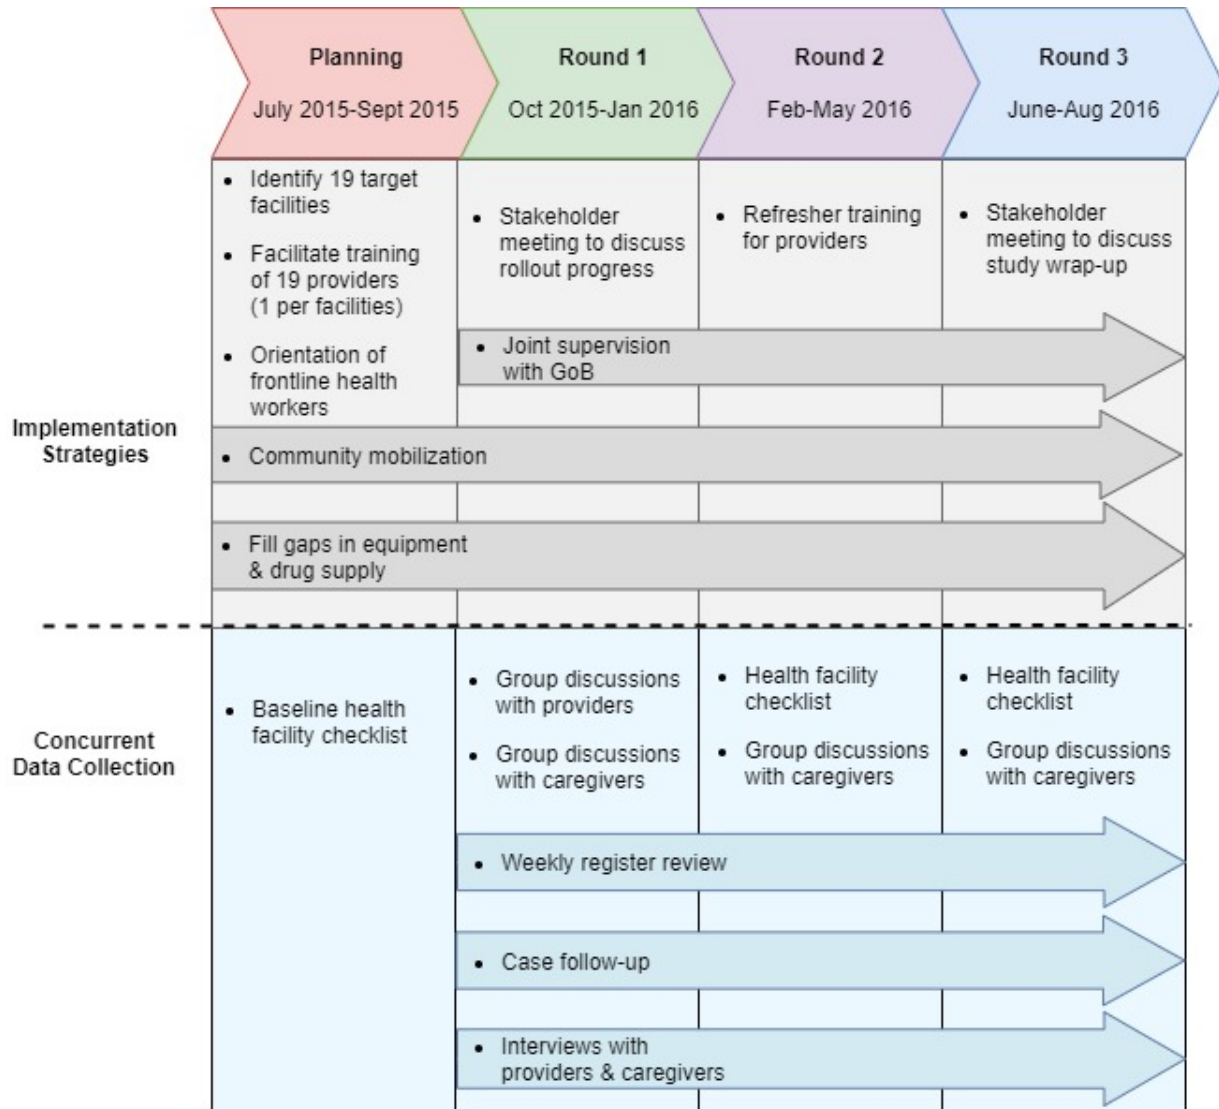 Planning
July 2015-Sept 2015
Round 1
Oct 2015-Jan 2016
Round 2
Feb-May 2016
Round 3
June-Aug 2016
Implementation
Strategies
• Identify 19 target
facilities
• Facilitate training
of 19 providers
(1 per facilities)
• Orientation of
frontline health
workers
• Stakeholder
meeting to discuss
rollout progress
• Refresher training
for providers
• Stakeholder
meeting to discuss
study wrap-up
• Joint supervision
with GoB
• Community mobilization
• Fill gaps in equipment
& drug supply
Concurrent
Data Collection
• Baseline health
facility checklist
• Group discussions
with providers
• Group discussions
with caregivers
• Health facility
checklist
• Group discussions
with caregivers
• Health facility
checklist
• Group discussions
with caregivers
• Weekly register review
• Case follow-up
• Interviews with
providers & caregivers